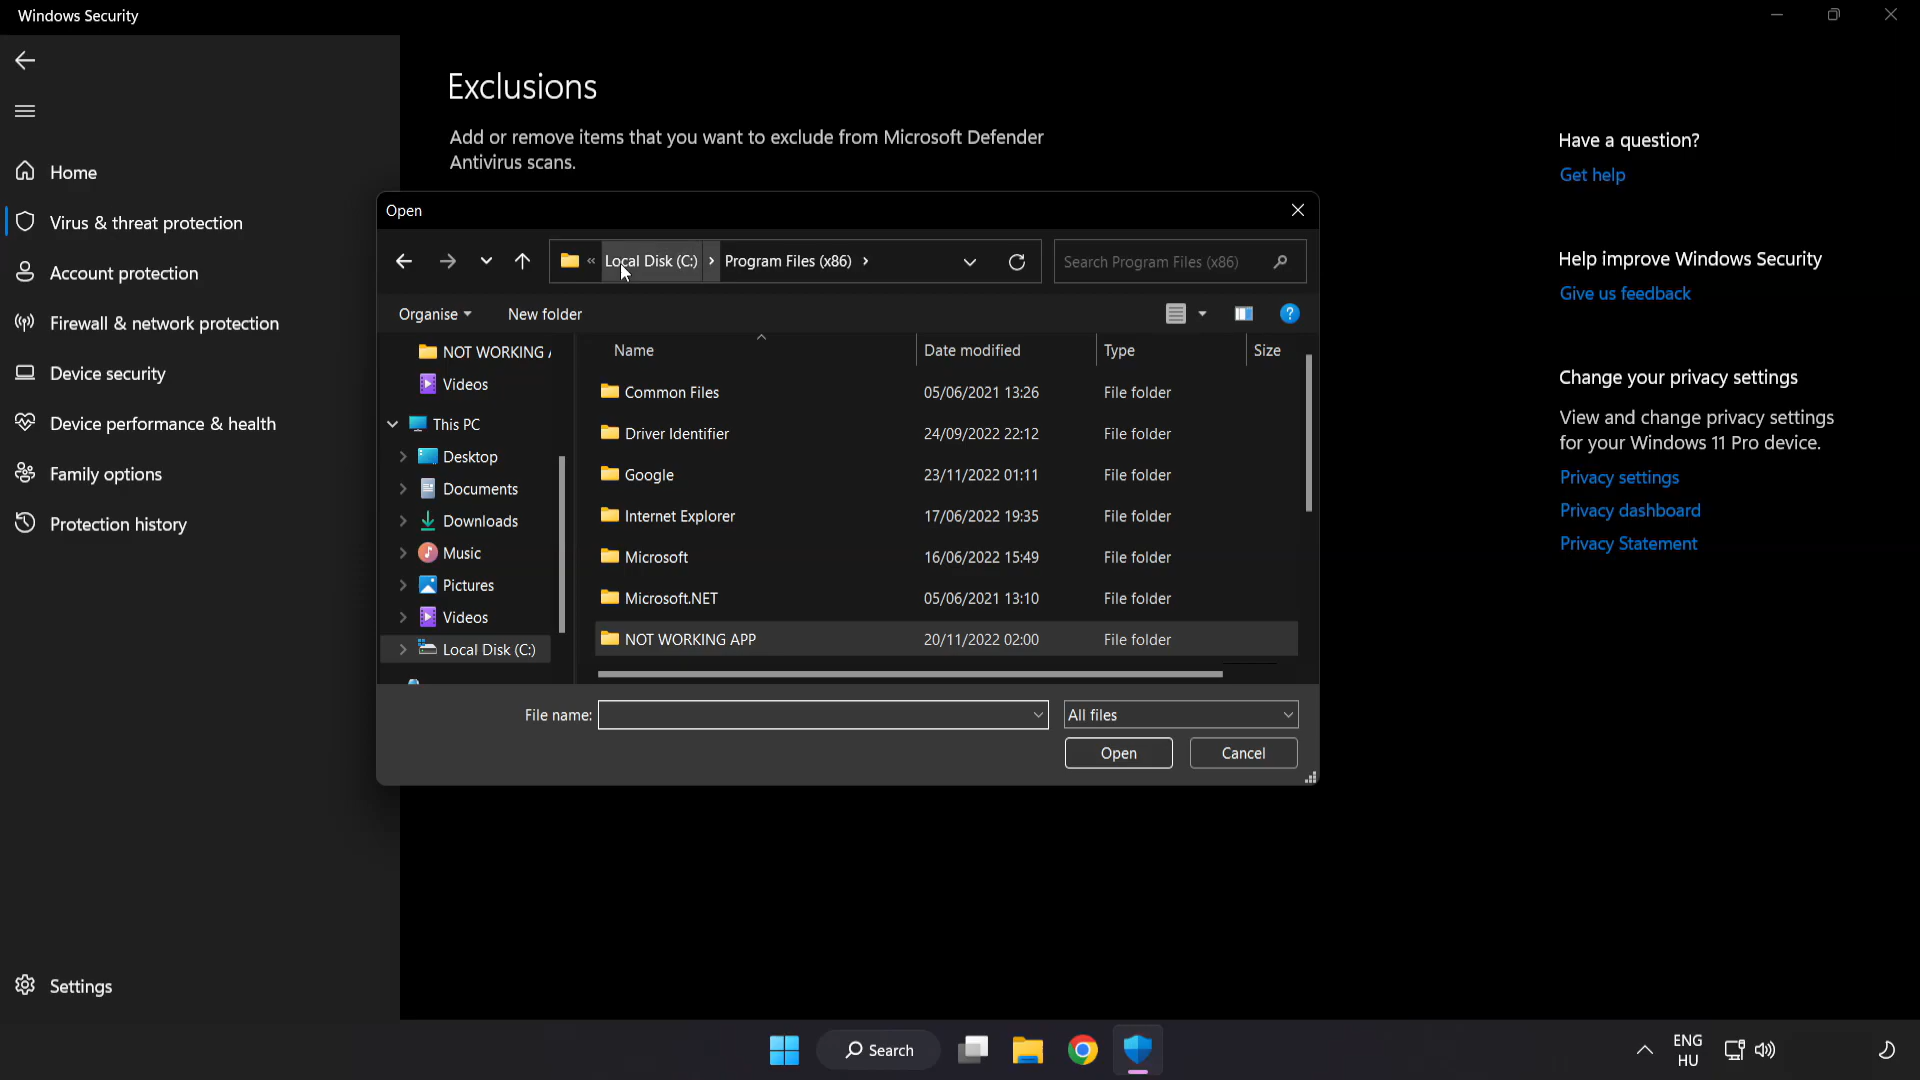 Windows Security
Home
Virus & threat protection
Account protection
Firewall & network protection
Device security
Device performance & health
Family options
Protection history
Settings
Exclusions
Add or remove items that you want to exclude from Microsoft Defender
Antivirus scans.
Open
« Local Disk (C:) › Program Files (x86) ›
Search Program Files (x86)
Organise
New folder
?
NOT WORKING
Videos
This PC
Desktop
Documents
Downloads
Music
Pictures
Videos
Local Disk (C:)
Name Date modified Type Size
Common Files 05/06/2021 13:26 File folder
Driver Identifier 24/09/2022 22:12 File folder
Google 23/11/2022 01:11 File folder
Internet Explorer 17/06/2022 19:35 File folder
Microsoft 16/06/2022 15:49 File folder
Microsoft.NET 05/06/2021 13:10 File folder
NOT WORKING APP 20/11/2022 02:00 File folder
File name:
All files
Open
Cancel
Have a question?
Get help
Help improve Windows Security
Give us feedback
Change your privacy settings
View and change privacy settings
for your Windows 11 Pro device.
Privacy settings
Privacy dashboard
Privacy Statement
Search
ENG
HU